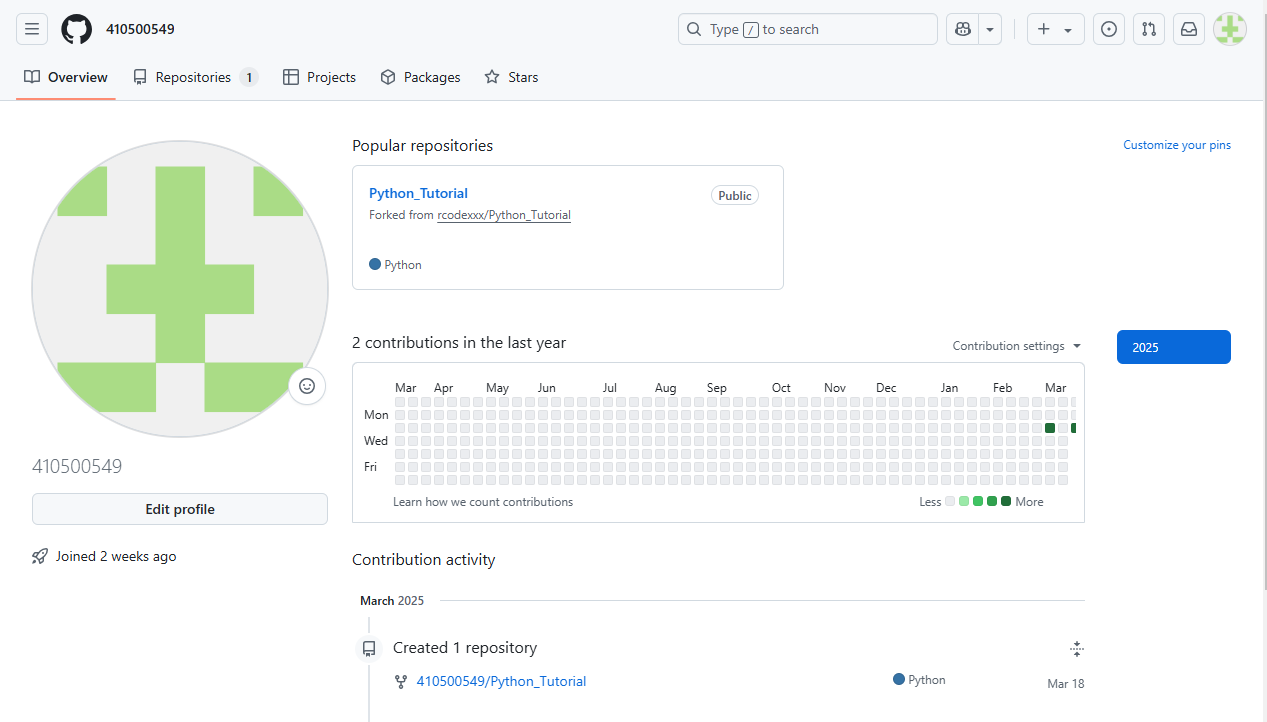 410500549
Type / to search
Overview
Repositories 1
Projects
Packages
Stars
Popular repositories
Customize your pins
Python_Tutorial
Public
Forked from rcodexxx/Python_Tutorial
Python
2 contributions in the last year
Contribution settings
2025
Mar Apr May Jun Jul Aug Sep Oct Nov Dec Jan Feb Mar
Mon
Wed
Fri
Learn how we count contributions
Less More
410500549
Edit profile
Joined 2 weeks ago
Contribution activity
March 2025
Created 1 repository
410500549/Python_Tutorial
Python
Mar 18